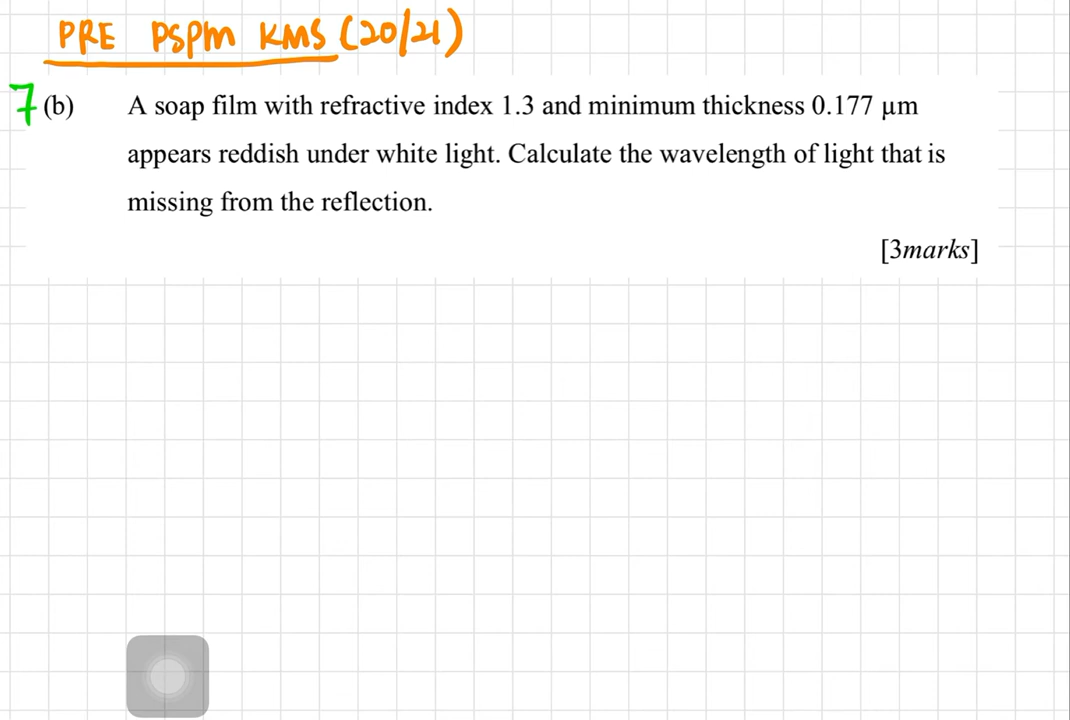 PRE PSPM KMS (20/21)
7 (b) A soap film with refractive index 1.3 and minimum thickness 0.177 µm
appears reddish under white light. Calculate the wavelength of light that is
missing from the reflection.
[3marks]